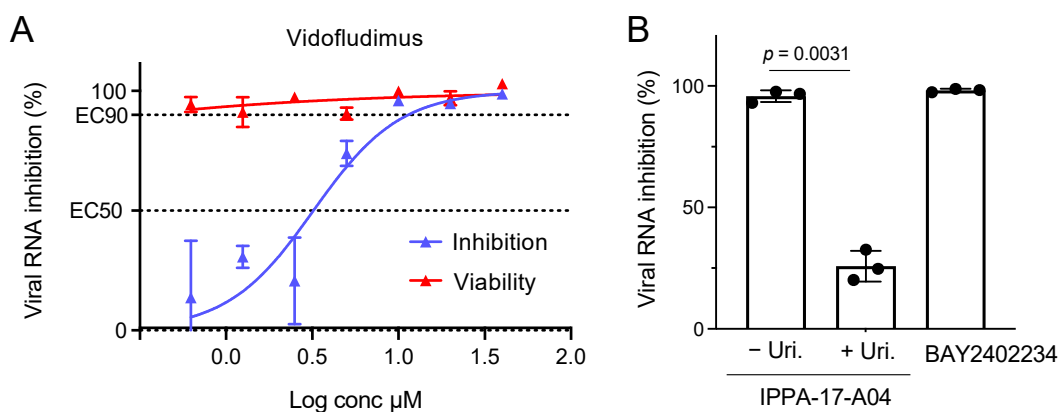 A
Vidofludimus
Viral RNA inhibition (%)
100
EC90
EC50
0
Inhibition
Viability
0.0 0.5 1.0 1.5 2.0
Log conc µM
B
Viral RNA inhibition (%)
p = 0.0031
100
50
0
− Uri. + Uri. BAY2402234
IPPA-17-A04